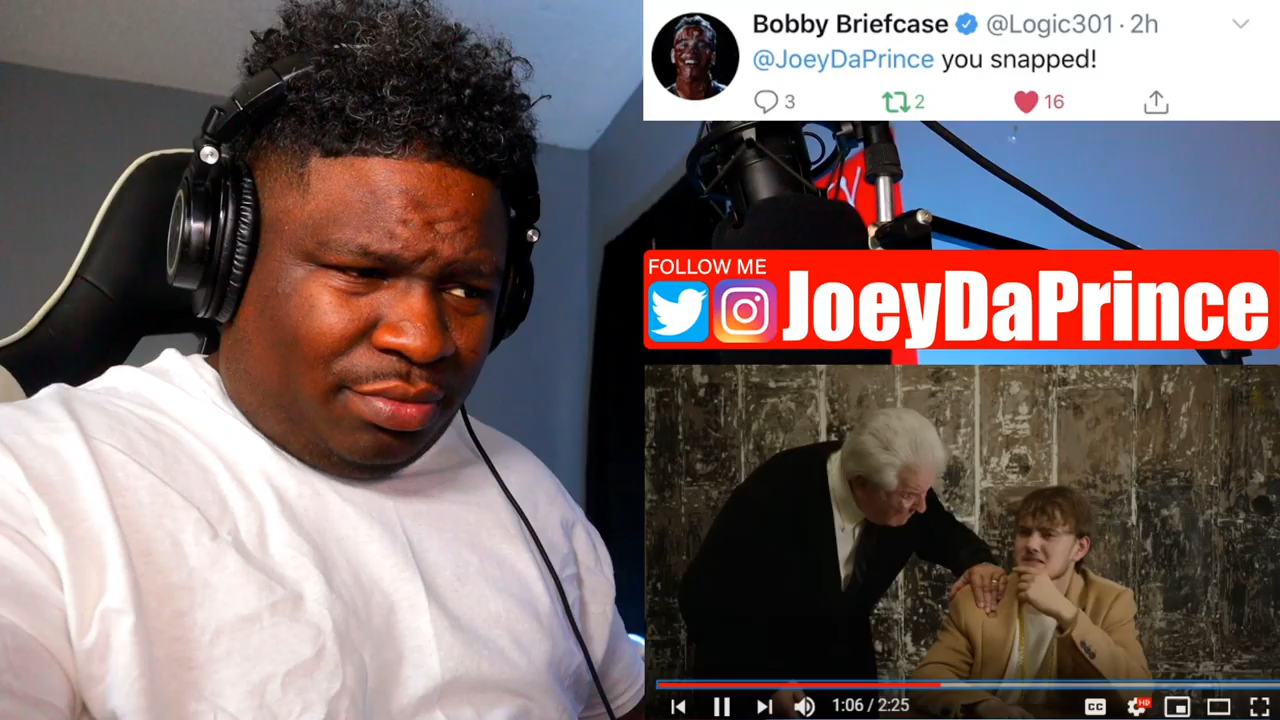 Bobby Briefcase @Logic301 · 2h
@JoeyDaPrince you snapped!
3 2 16
FOLLOW ME
JoeyDaPrince
1:06 / 2:25
CC HD